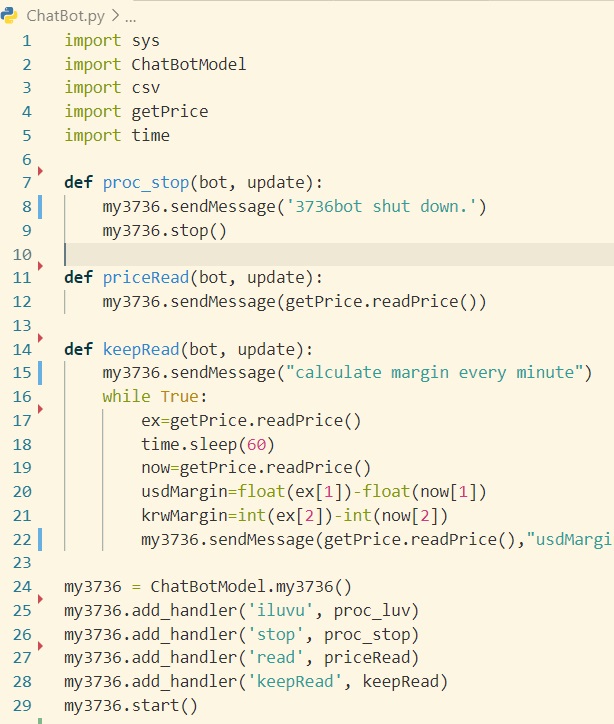 ChatBot.py > ...
1 import sys
2 import ChatBotModel
3 import csv
4 import getPrice
5 import time
6
7 def proc_stop(bot, update):
8     my3736.sendMessage('3736bot shut down.')
9     my3736.stop()
10
11 def priceRead(bot, update):
12     my3736.sendMessage(getPrice.readPrice())
13
14 def keepRead(bot, update):
15     my3736.sendMessage("calculate margin every minute")
16     while True:
17         ex=getPrice.readPrice()
18         time.sleep(60)
19         now=getPrice.readPrice()
20         usdMargin=float(ex[1])-float(now[1])
21         krwMargin=int(ex[2])-int(now[2])
22         my3736.sendMessage(getPrice.readPrice(),"usdMargi
23
24 my3736 = ChatBotModel.my3736()
25 my3736.add_handler('iluvu', proc_luv)
26 my3736.add_handler('stop', proc_stop)
27 my3736.add_handler('read', priceRead)
28 my3736.add_handler('keepRead', keepRead)
29 my3736.start()